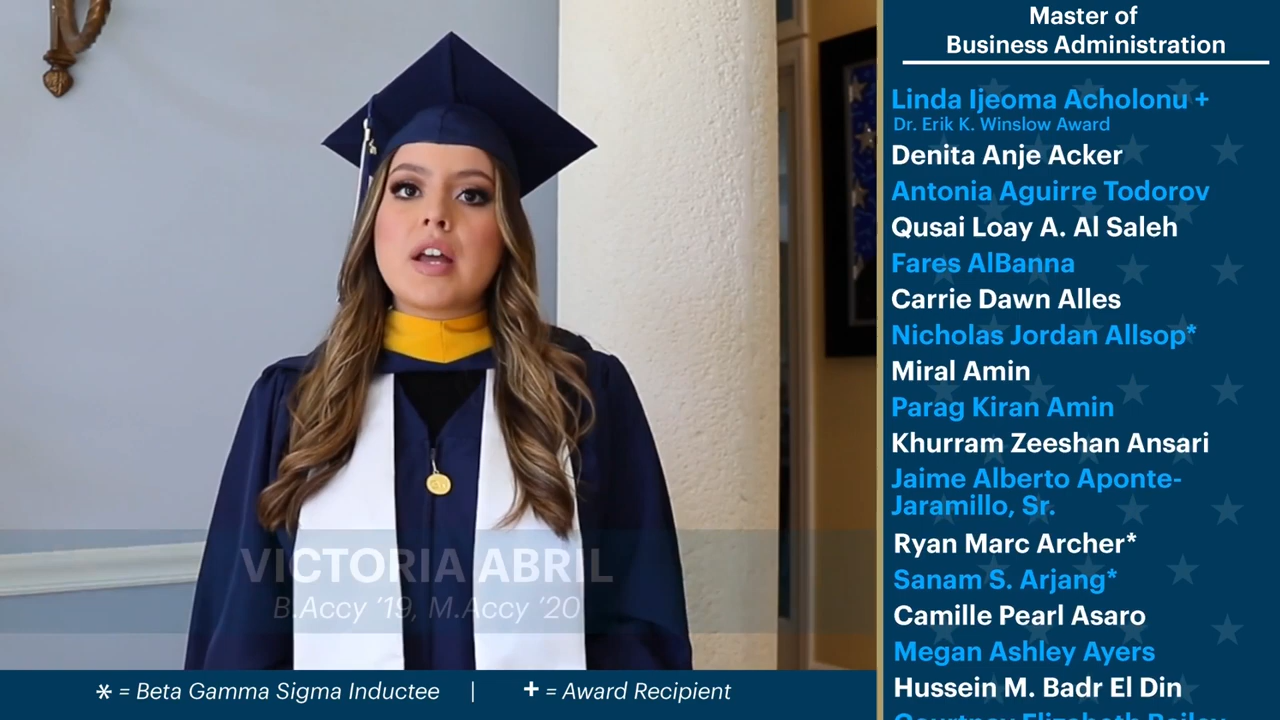 Master of
Business Administration
Linda Ijeoma Acholonu +
Dr. Erik K. Winslow Award
Denita Anje Acker
Antonia Aguirre Todorov
Qusai Loay A. Al Saleh
Fares AlBanna
Carrie Dawn Alles
Nicholas Jordan Allsop*
Miral Amin
Parag Kiran Amin
Khurram Zeeshan Ansari
Jaime Alberto Aponte-
Jaramillo, Sr.
Ryan Marc Archer*
Sanam S. Arjang*
Camille Pearl Asaro
Megan Ashley Ayers
Hussein M. Badr El Din
Courtney Elizabeth Bailey
VICTORIA ABRIL
B.Accy ’19, M.Accy ’20
* = Beta Gamma Sigma Inductee | + = Award Recipient